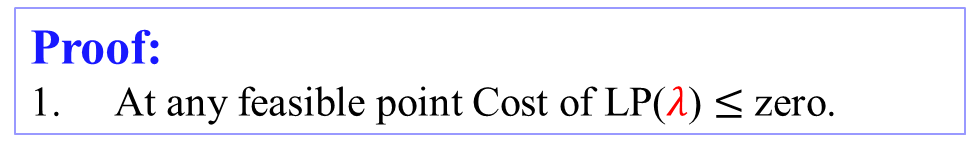 Proof:
1. At any feasible point Cost of LP(λ) ≤ zero.